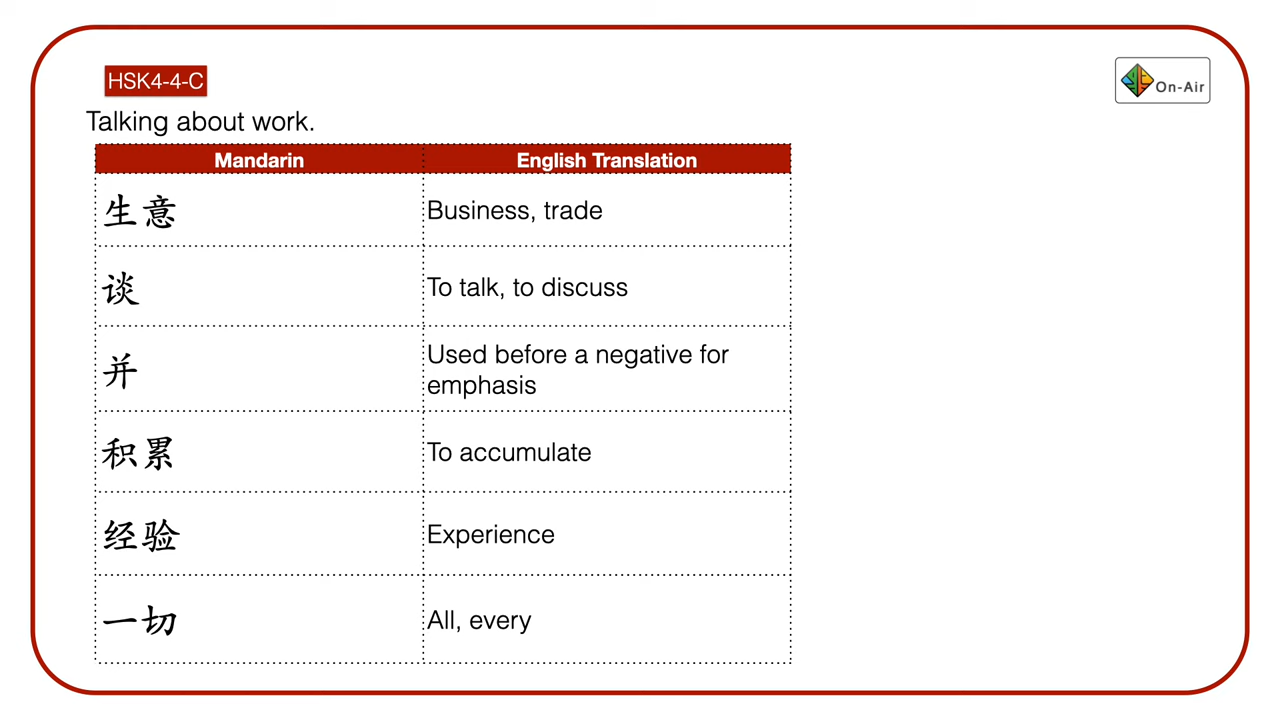 HSK4-4-C
On-Air
Talking about work.
Mandarin English Translation
生意 Business, trade
谈 To talk, to discuss
并 Used before a negative for
emphasis
积累 To accumulate
经验 Experience
一切 All, every